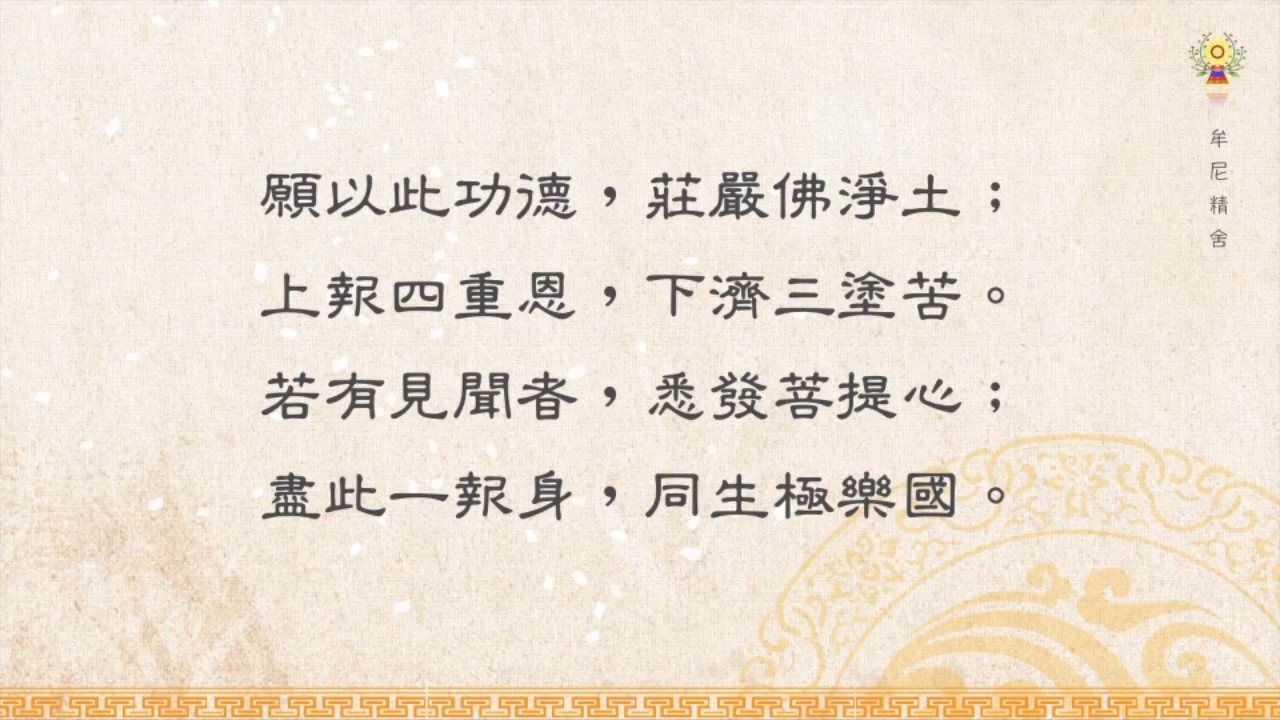 願以此功德，莊嚴佛淨土；
上報四重恩，下濟三塗苦。
若有見聞者，悉發菩提心；
盡此一報身，同生極樂國。
牟尼精舍